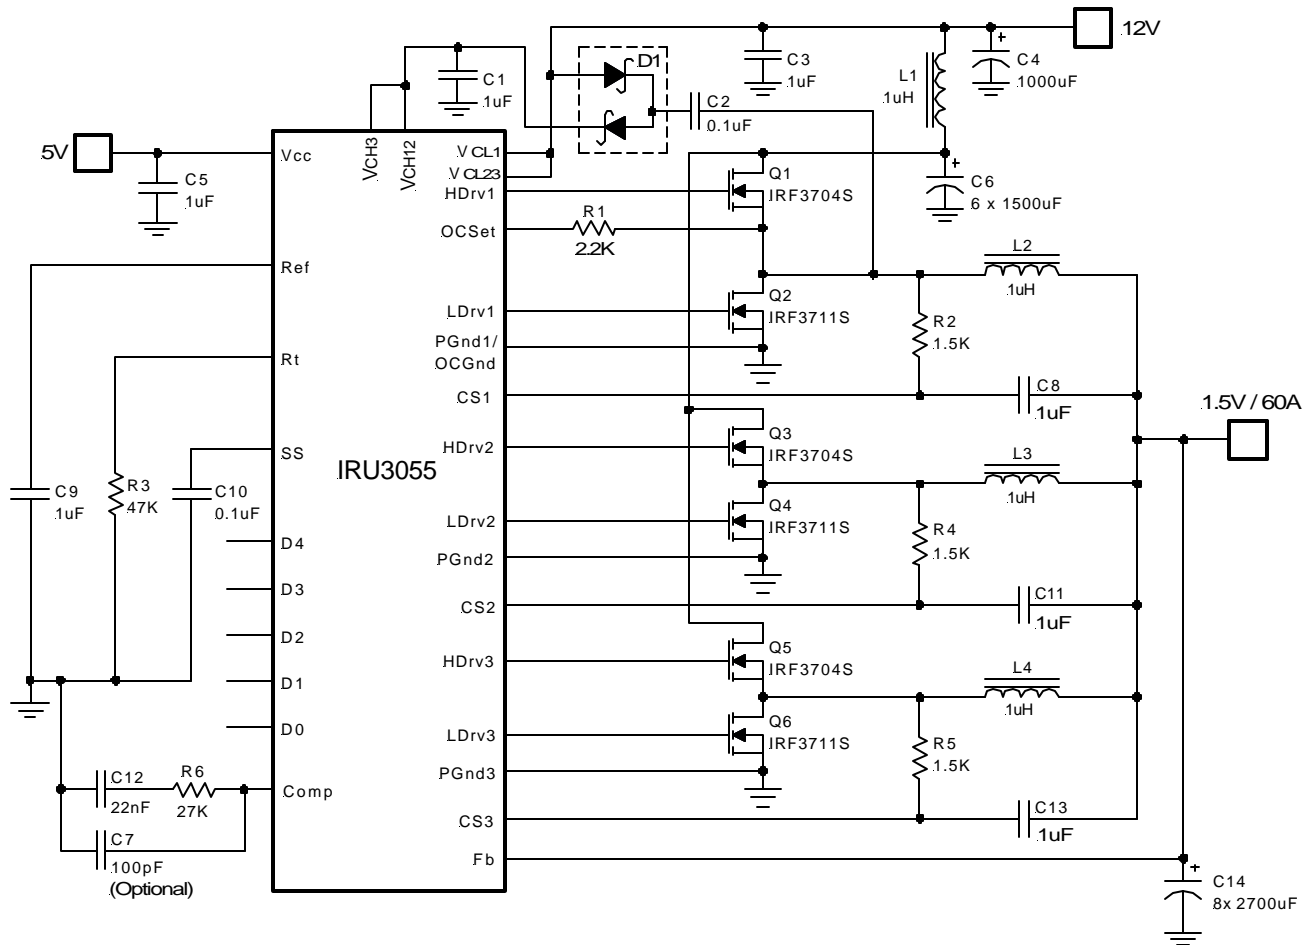 12V
D1
C3
1uF
L1
1uH
C4
1000uF
C1
1uF
C2
0.1uF
5V
C5
1uF
Vcc
VCH3
VCH12
VCL1
VCL23
HDrv1
OCSet
R1
2.2K
Q1
IRF3704S
C6
6 x 1500uF
Ref
L2
1uH
LDrv1
Q2
IRF3711S
R2
1.5K
PGnd1/
OCGnd
Rt
CS1
C8
1uF
1.5V / 60A
SS
HDrv2
Q3
IRF3704S
L3
1uH
IRU3055
C9
1uF
R3
47K
C10
0.1uF
LDrv2
Q4
IRF3711S
R4
1.5K
D4
PGnd2
D3
CS2
C11
1uF
D2
HDrv3
Q5
IRF3704S
L4
1uH
D1
D0
LDrv3
Q6
IRF3711S
R5
1.5K
PGnd3
C12
22nF
R6
27K
Comp
CS3
C13
1uF
C7
100pF
(Optional)
Fb
C14
8x 2700uF